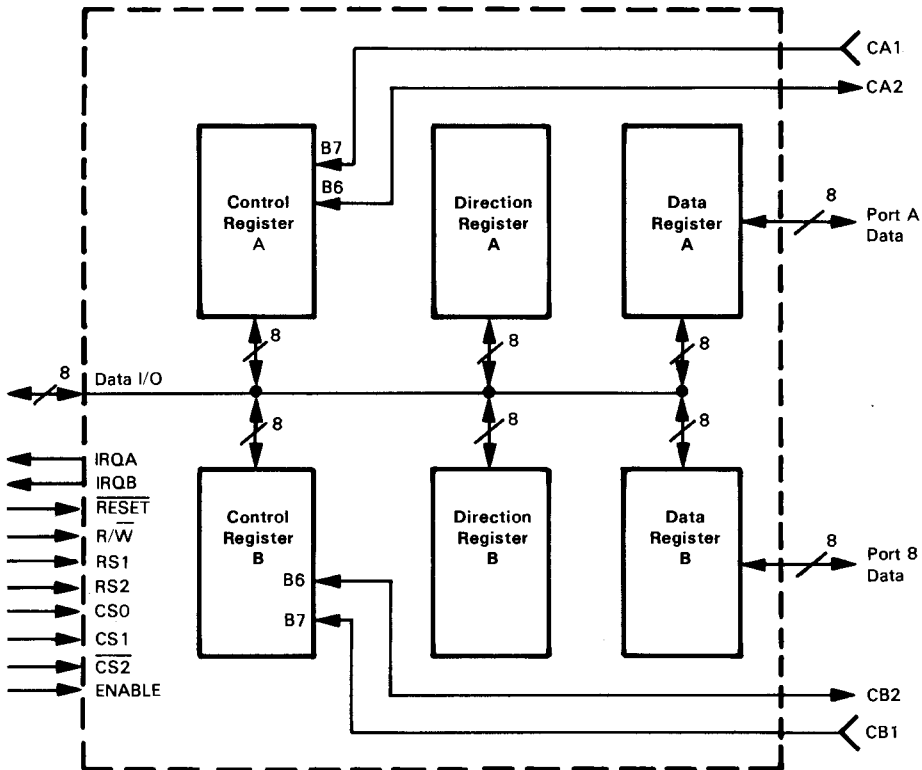 CA1
CA2
B7
B6
Control
Register
A
Direction
Register
A
Data
Register
A
8
Port A
Data
8
8
8
8
Data I/O
8
8
8
IRQA
IRQB
RESET
R/W
RS1
RS2
CS0
CS1
CS2
ENABLE
Control
Register
B
B6
B7
Direction
Register
B
Data
Register
B
8
Port 8
Data
CB2
CB1